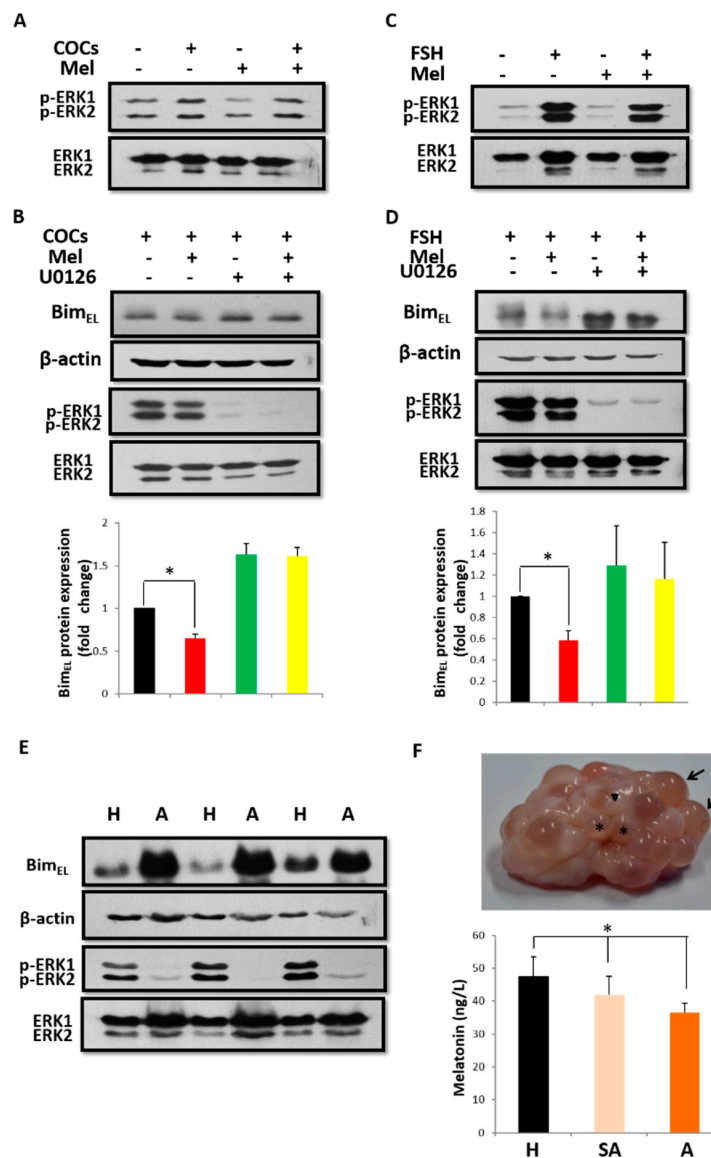 A
COCs - + - +
Mel - - + +
p-ERK1
p-ERK2
ERK1
ERK2
B
COCs + + + +
Mel - + - +
U0126 - - + +
BimEL
β-actin
p-ERK1
p-ERK2
ERK1
ERK2
BimEL protein expression
(fold change)
2
1.5
1
0.5
0
*
C
FSH - + - +
Mel - - + +
p-ERK1
p-ERK2
ERK1
ERK2
D
FSH + + + +
Mel - + - +
U0126 - - + +
BimEL
β-actin
p-ERK1
p-ERK2
ERK1
ERK2
BimEL protein expression
(fold change)
1.8
1.6
1.4
1.2
1
0.8
0.6
0.4
0.2
0
*
E
H A H A H A
BimEL
β-actin
p-ERK1
p-ERK2
ERK1
ERK2
F
* *
Melatonin (ng/L)
60
50
40
30
20
10
0
*
H SA A